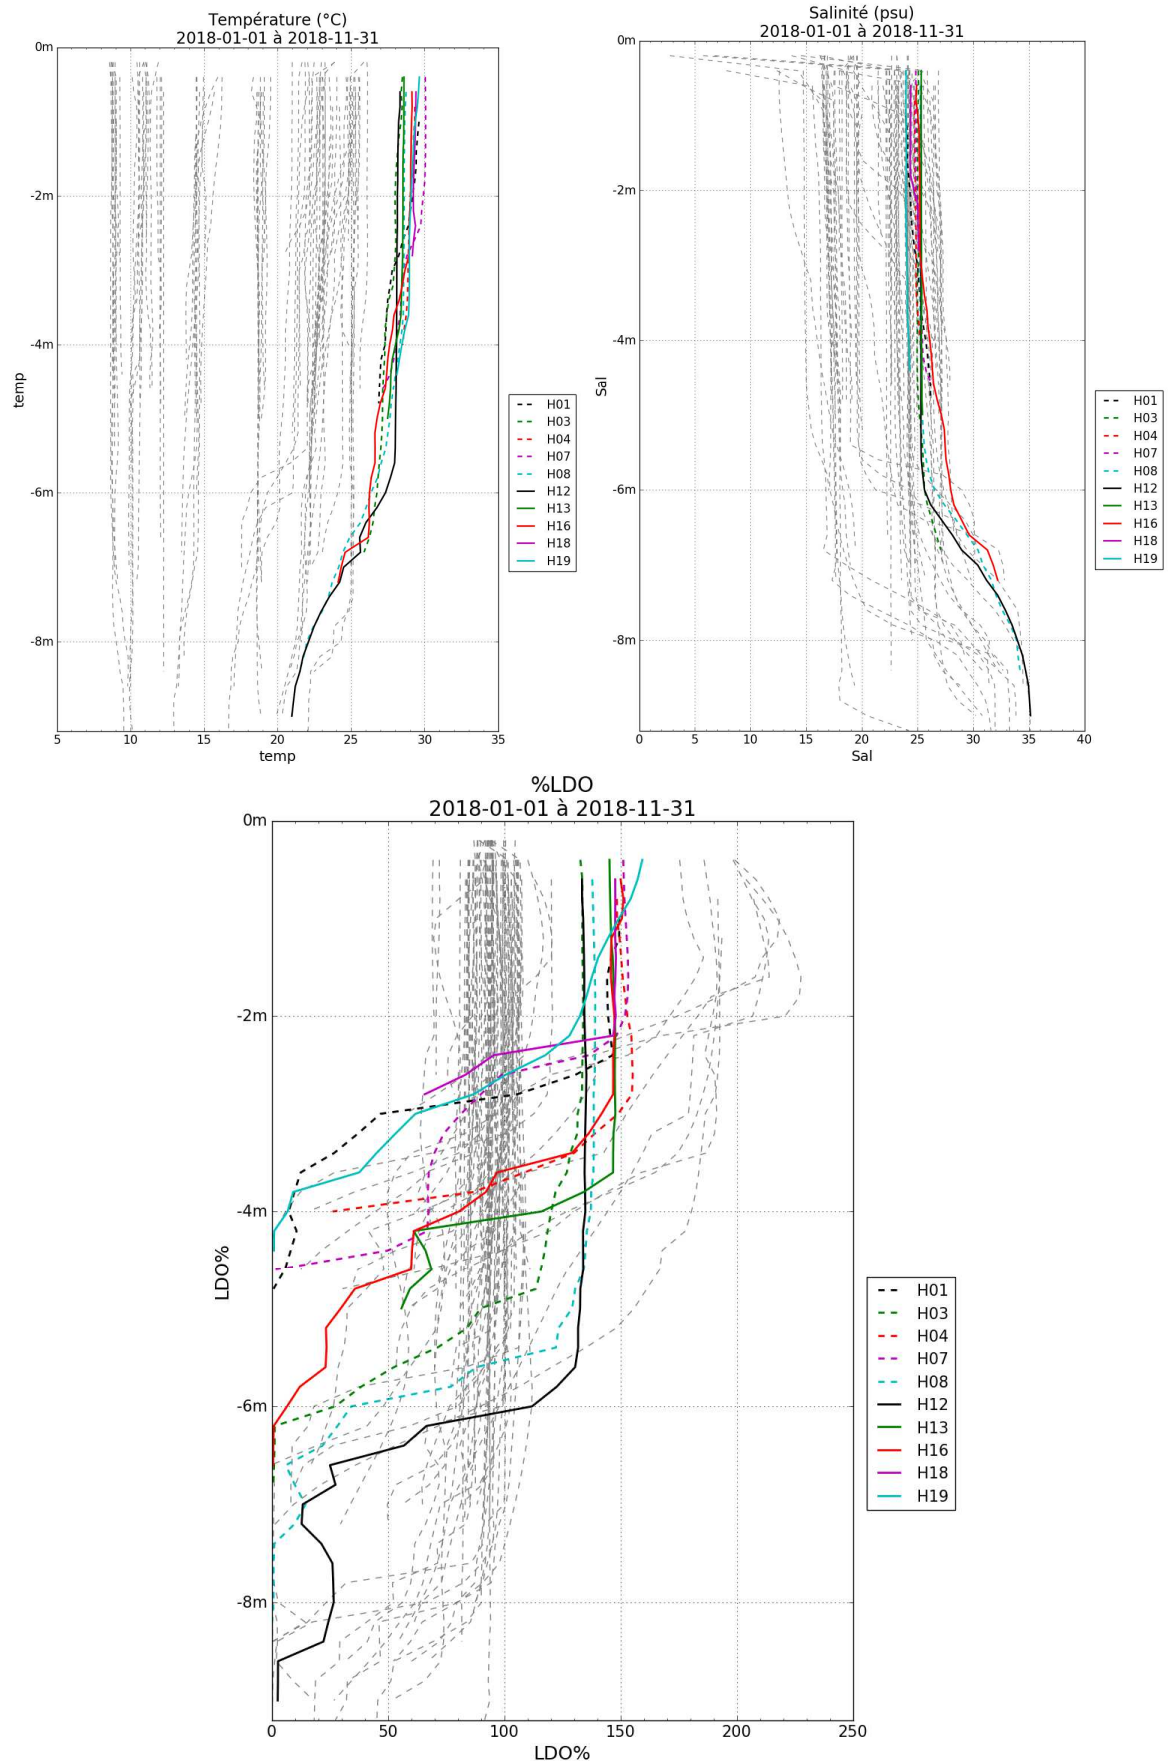 Température (°C)
2018-01-01 à 2018-11-31
0m
-2m
-4m
-6m
-8m
temp
5 10 15 20 25 30 35
temp
H01
H03
H04
H07
H08
H12
H13
H16
H18
H19
Salinité (psu)
2018-01-01 à 2018-11-31
0m
-2m
-4m
-6m
-8m
Sal
0 5 10 15 20 25 30 35 40
Sal
H01
H03
H04
H07
H08
H12
H13
H16
H18
H19
%LDO
2018-01-01 à 2018-11-31
0m
-2m
-4m
-6m
-8m
LDO%
0 50 100 150 200 250
LDO%
H01
H03
H04
H07
H08
H12
H13
H16
H18
H19